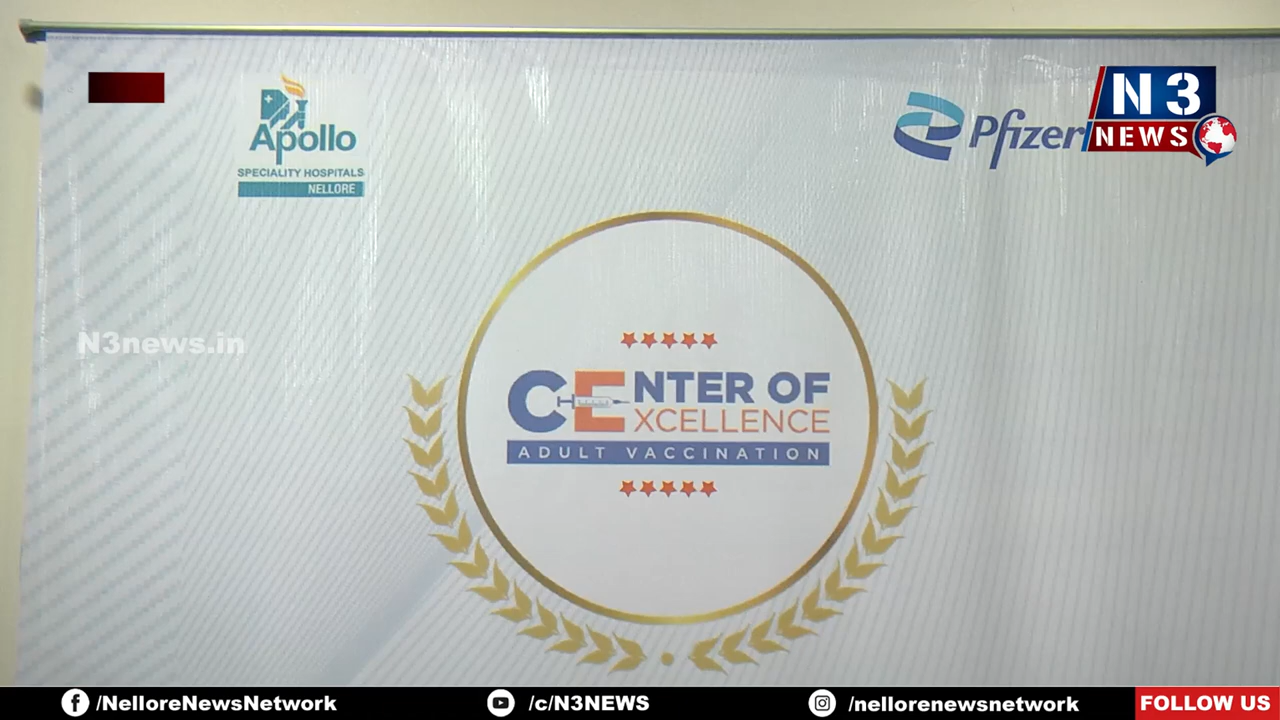 Apollo
SPECIALITY HOSPITALS
NELLORE
Pfizer
N3
NEWS
N3news.in
CENTER OF
EXCELLENCE
ADULT VACCINATION
/NelloreNewsNetwork
/c/N3NEWS
/nellorenewsnetwork
FOLLOW US